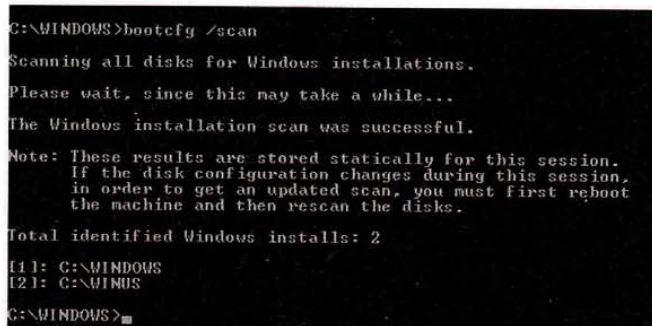 C:\WINDOWS>bootcfg /scan
Scanning all disks for Windows installations.
Please wait, since this may take a while...
The Windows installation scan was successful.
Note: These results are stored statically for this session.
If the disk configuration changes during this session,
in order to get an updated scan, you must first reboot
the machine and then rescan the disks.
Total identified Windows installs: 2
[1]: C:\WINDOWS
[2]: C:\WINUS
C:\WINDOWS>